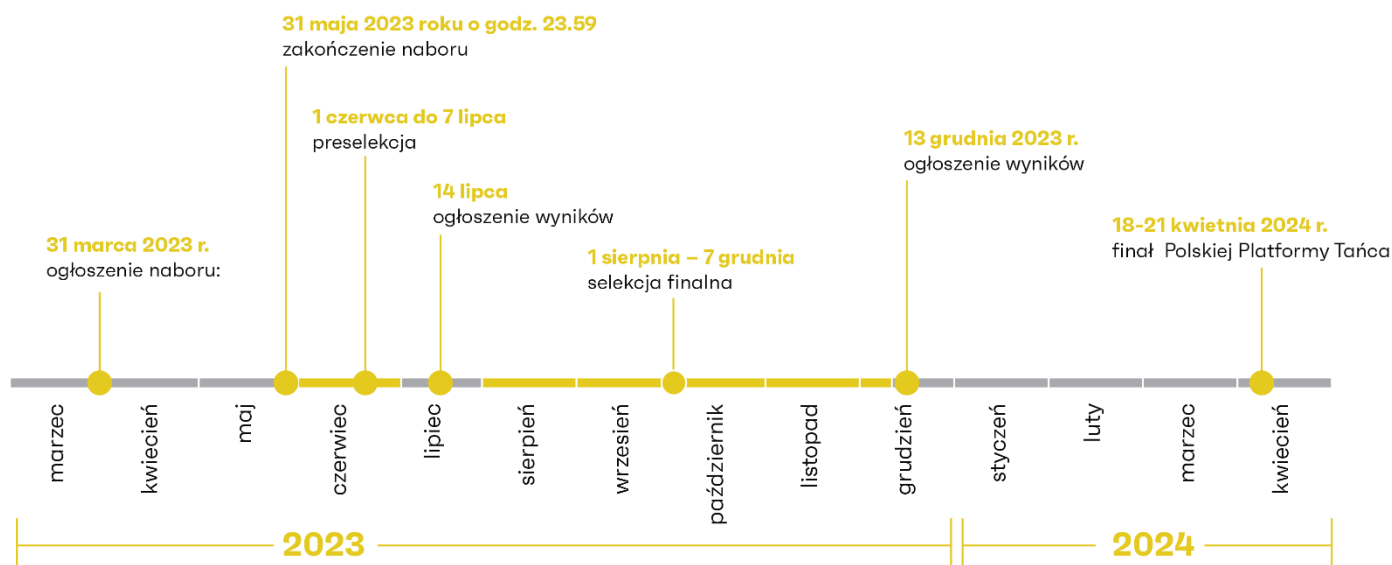 31 maja 2023 roku o godz. 23.59
zakończenie naboru
1 czerwca do 7 lipca
preselekcja
13 grudnia 2023 r.
ogłoszenie wyników
14 lipca
ogłoszenie wyników
18-21 kwietnia 2024 r.
finał Polskiej Platformy Tańca
31 marca 2023 r.
ogłoszenie naboru:
1 sierpnia – 7 grudnia
selekcja finalna
marzec
kwiecień
maj
czerwiec
lipiec
sierpień
wrzesień
październik
listopad
grudzień
styczeń
luty
marzec
kwiecień
2023
2024